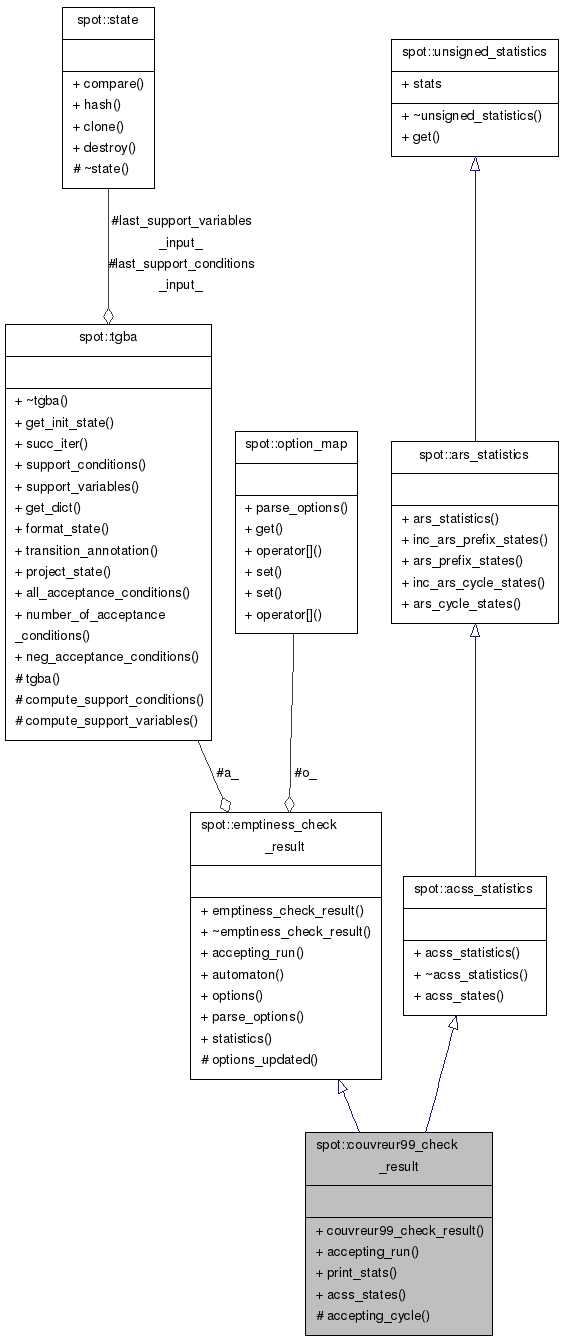 spot::state
+ compare()
+ hash()
+ clone()
+ destroy()
# ~state()
spot::unsigned_statistics
+ stats
+ ~unsigned_statistics()
+ get()
#last_support_variables
_input_
#last_support_conditions
_input_
spot::tgba
+ ~tgba()
+ get_init_state()
+ succ_iter()
+ support_conditions()
+ support_variables()
+ get_dict()
+ format_state()
+ transition_annotation()
+ project_state()
+ all_acceptance_conditions()
+ number_of_acceptance
_conditions()
+ neg_acceptance_conditions()
# tgba()
# compute_support_conditions()
# compute_support_variables()
spot::option_map
+ parse_options()
+ get()
+ operator[]()
+ set()
+ set()
+ operator[]()
spot::ars_statistics
+ ars_statistics()
+ inc_ars_prefix_states()
+ ars_prefix_states()
+ inc_ars_cycle_states()
+ ars_cycle_states()
#a_
#o_
spot::emptiness_check
_result
+ emptiness_check_result()
+ ~emptiness_check_result()
+ accepting_run()
+ automaton()
+ options()
+ parse_options()
+ statistics()
# options_updated()
spot::acss_statistics
+ acss_statistics()
+ ~acss_statistics()
+ acss_states()
spot::couvreur99_check
_result
+ couvreur99_check_result()
+ accepting_run()
+ print_stats()
+ acss_states()
# accepting_cycle()